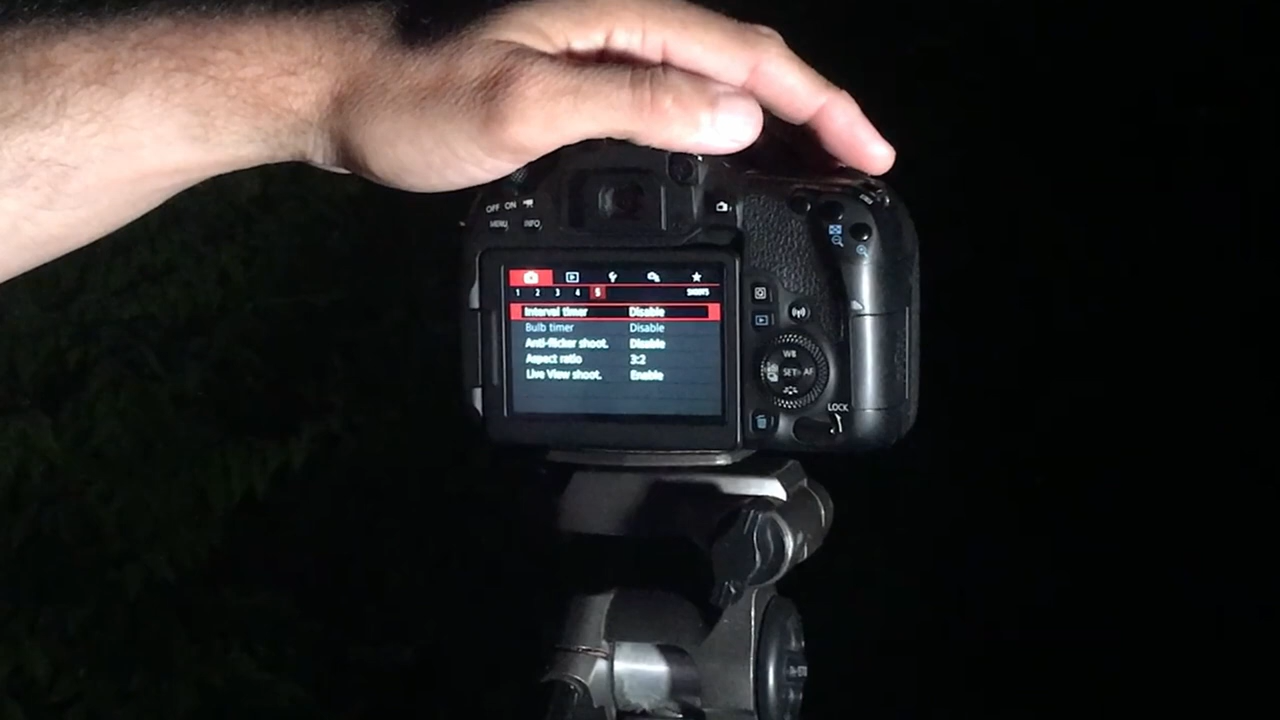 OFF ON
MENU INFO
1 2 3 4 5 SHOOT5
Interval timer Disable
Bulb timer Disable
Anti-flicker shoot. Disable
Aspect ratio 3:2
Live View shoot. Enable
Q
WB
SET AF
LOCK